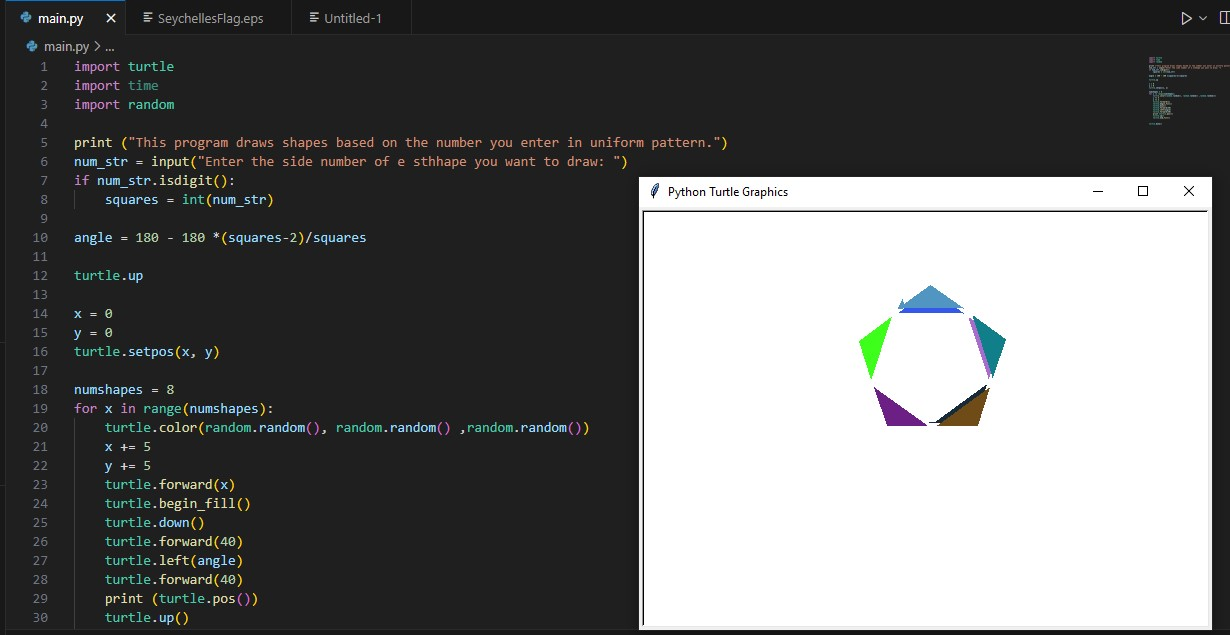 main.py SeychellesFlag.eps Untitled-1
main.py > ...
1 import turtle
2 import time
3 import random
4
5 print ("This program draws shapes based on the number you enter in uniform pattern.")
6 num_str = input("Enter the side number of e sthhape you want to draw: ")
7 if num_str.isdigit():
8 squares = int(num_str)
9
10 angle = 180 - 180 *(squares-2)/squares
11
12 turtle.up
13
14 x = 0
15 y = 0
16 turtle.setpos(x, y)
17
18 numshapes = 8
19 for x in range(numshapes):
20 turtle.color(random.random(), random.random() ,random.random())
21 x += 5
22 y += 5
23 turtle.forward(x)
24 turtle.begin_fill()
25 turtle.down()
26 turtle.forward(40)
27 turtle.left(angle)
28 turtle.forward(40)
29 print (turtle.pos())
30 turtle.up()
Python Turtle Graphics